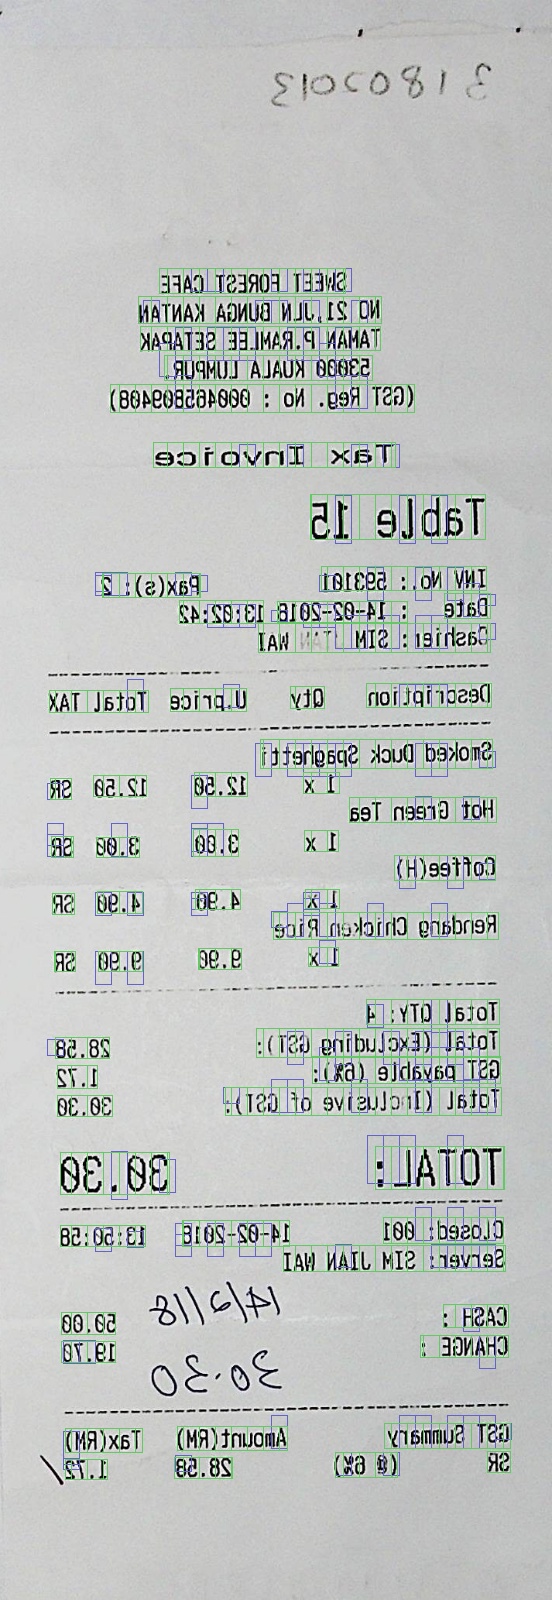 31802013
SWEET FOREST CAFE
NO 21,JLN BUNGA KANTAN
TAMAN P.RAMLEE SETAPAK
53000 KUALA LUMPUR.
(GST Reg. No : 000465809408)
Tax Invoice
Table 15
INV No.: 593101 Pax(s): 2
Date : 14-02-2018 13:02:42
Cashier: SIM JIAN WAI
Description Qty U.price Total TAX
Smoked Duck Spaghetti
1 x 12.50 12.50 SR
Hot Green Tea
1 x 3.00 3.00 SR
Coffee(H)
1 x 4.90 4.90 SR
Rendang Chicken Rice
1 x 9.90 9.90 SR
Total QTY: 4
Total (Excluding GST): 28.58
GST payable (6%): 1.72
Total (Inclusive of GST): 30.30
TOTAL: 30.30
Closed: 001 14-02-2018 13:50:58
Server: SIM JIAN WAI
14/2/18
CASH : 50.00
CHANGE : 19.70
30.30
GST Summary Amount(RM) Tax(RM)
SR (@ 6%) 28.58 1.72